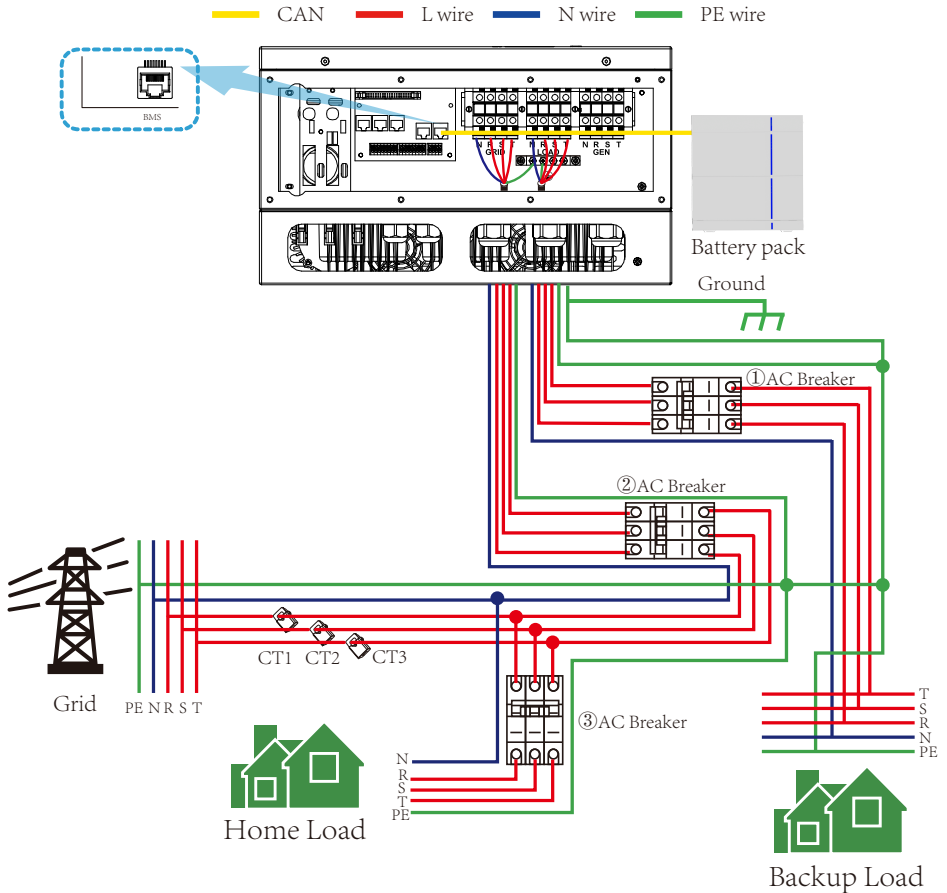 CAN L wire N wire PE wire
BMS
N R S T N R S T N R S T
GRID LOAD GEN
Battery pack
Ground
①AC Breaker
②AC Breaker
CT1 CT2 CT3
Grid
PE N R S T
③AC Breaker
T
S
R
N
PE
N
R
S
T
PE
Home Load
Backup Load